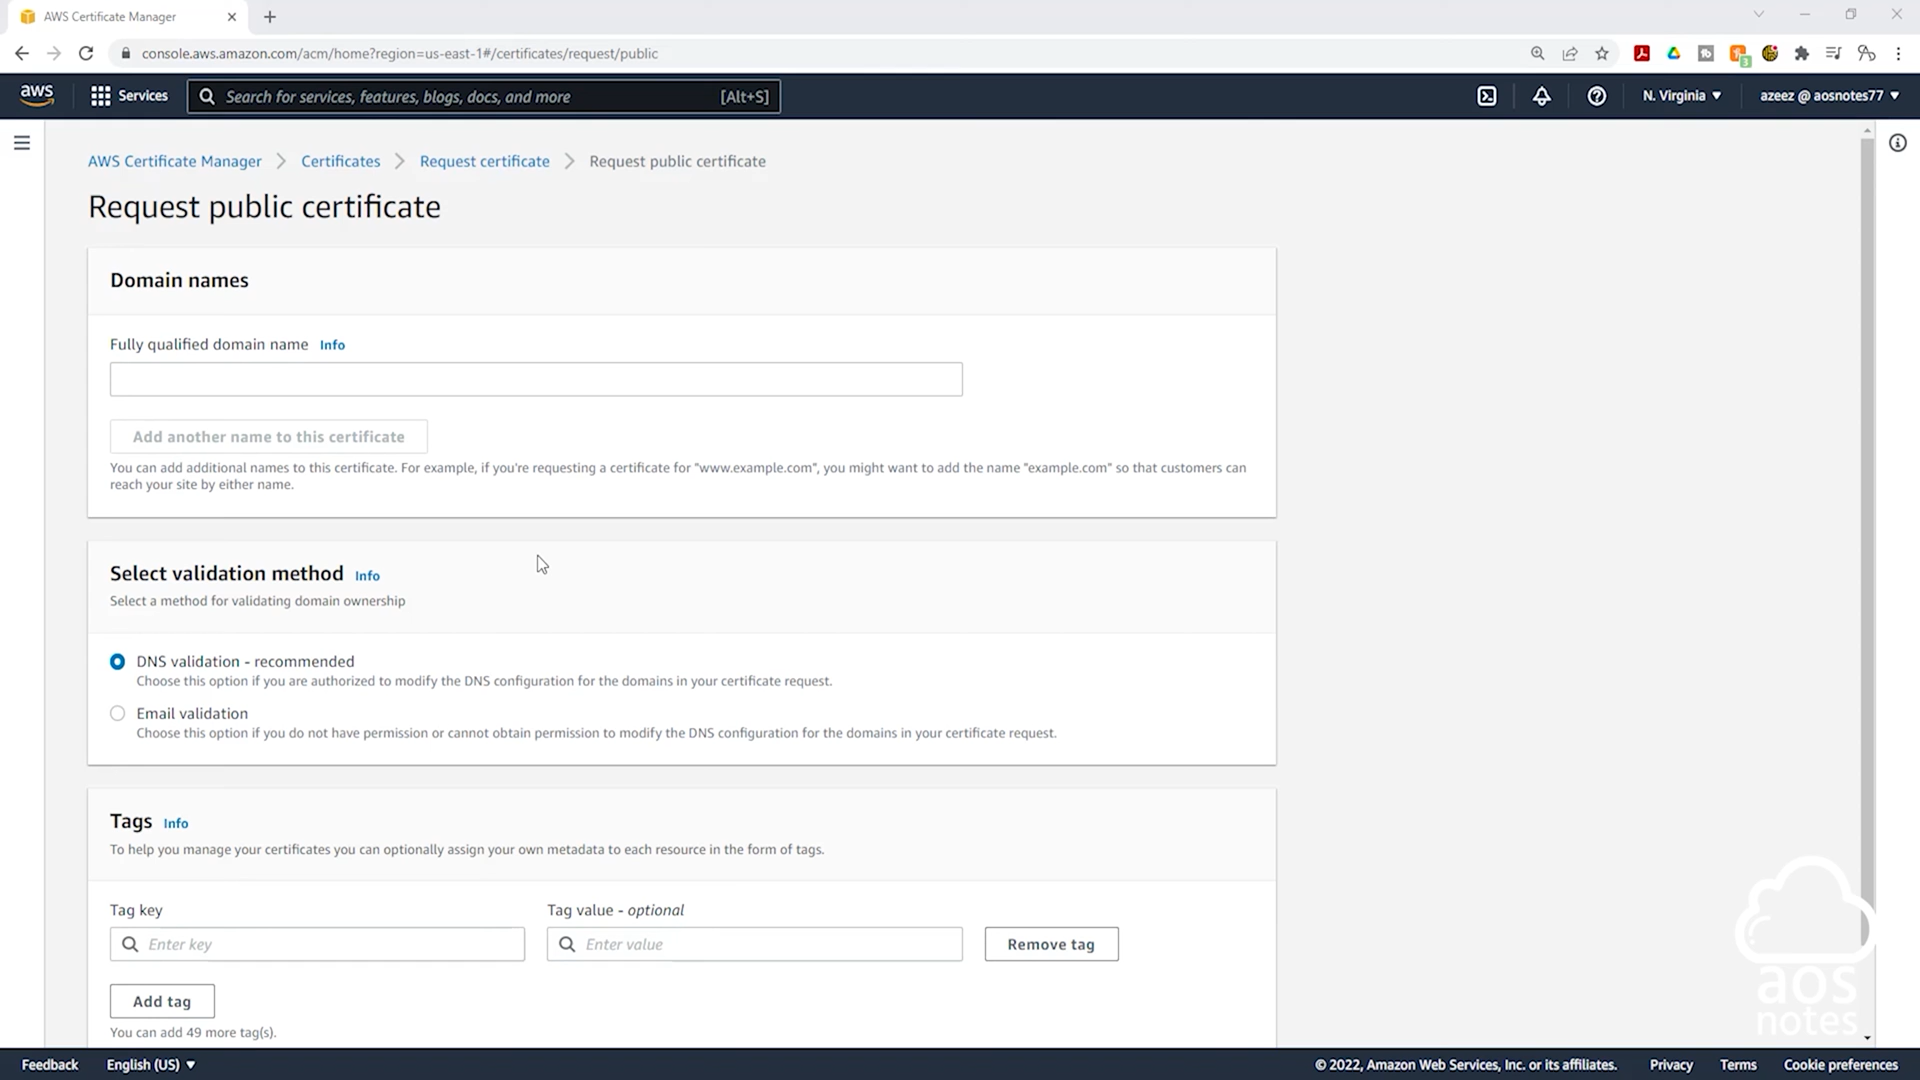 AWS Certificate Manager
console.aws.amazon.com/acm/home?region=us-east-1#/certificates/request/public
3
aws
Services
Search for services, features, blogs, docs, and more
[Alt+S]
N. Virginia
azeez @ aosnotes77
AWS Certificate Manager
Certificates
Request certificate
Request public certificate
Request public certificate
Domain names
Fully qualified domain name Info
Add another name to this certificate
You can add additional names to this certificate. For example, if you're requesting a certificate for "www.example.com", you might want to add the name "example.com" so that customers can
reach your site by either name.
Select validation method Info
Select a method for validating domain ownership
DNS validation - recommended
Choose this option if you are authorized to modify the DNS configuration for the domains in your certificate request.
Email validation
Choose this option if you do not have permission or cannot obtain permission to modify the DNS configuration for the domains in your certificate request.
Tags Info
To help you manage your certificates you can optionally assign your own metadata to each resource in the form of tags.
Tag key
Tag value - optional
Enter key
Enter value
Remove tag
Add tag
You can add 49 more tag(s).
aos
notes
Feedback
English (US)
© 2022, Amazon Web Services, Inc. or its affiliates.
Privacy
Terms
Cookie preferences